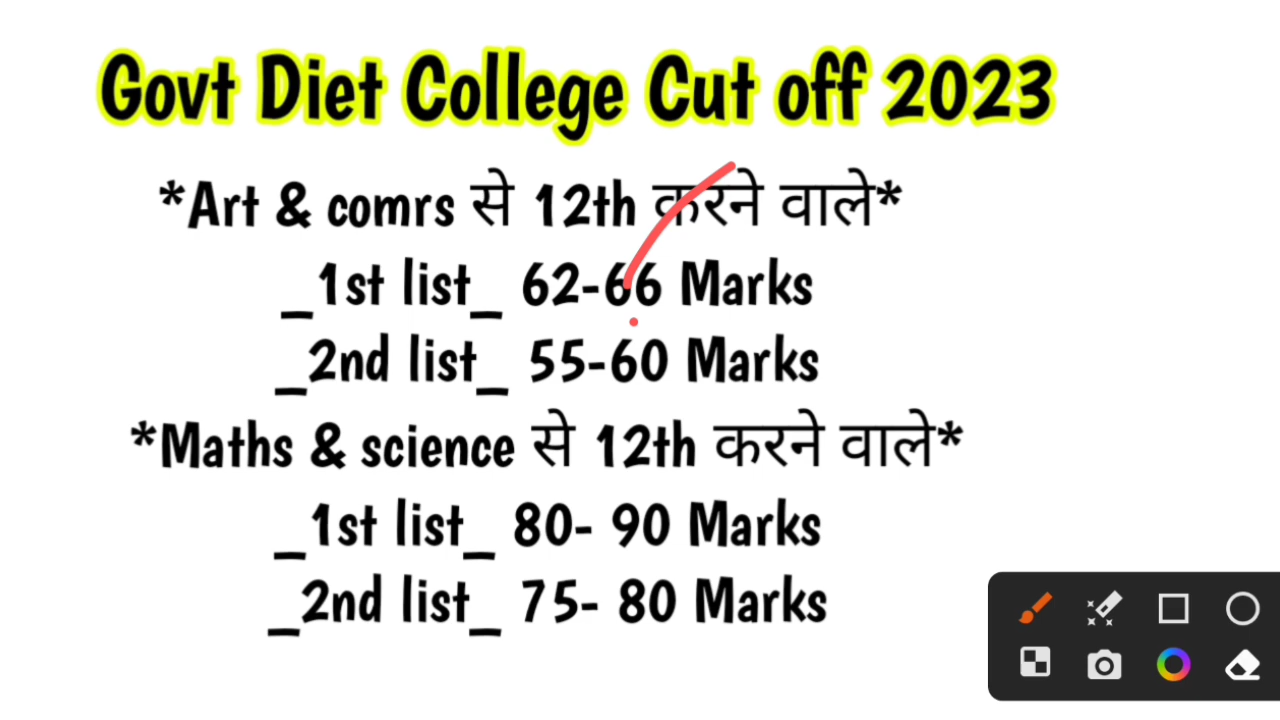 Govt Diet College Cut off 2023
*Art & comrs से 12th करने वाले*
_1st list_ 62-66 Marks
_2nd list_ 55-60 Marks
*Maths & science से 12th करने वाले*
_1st list_ 80- 90 Marks
_2nd list_ 75- 80 Marks